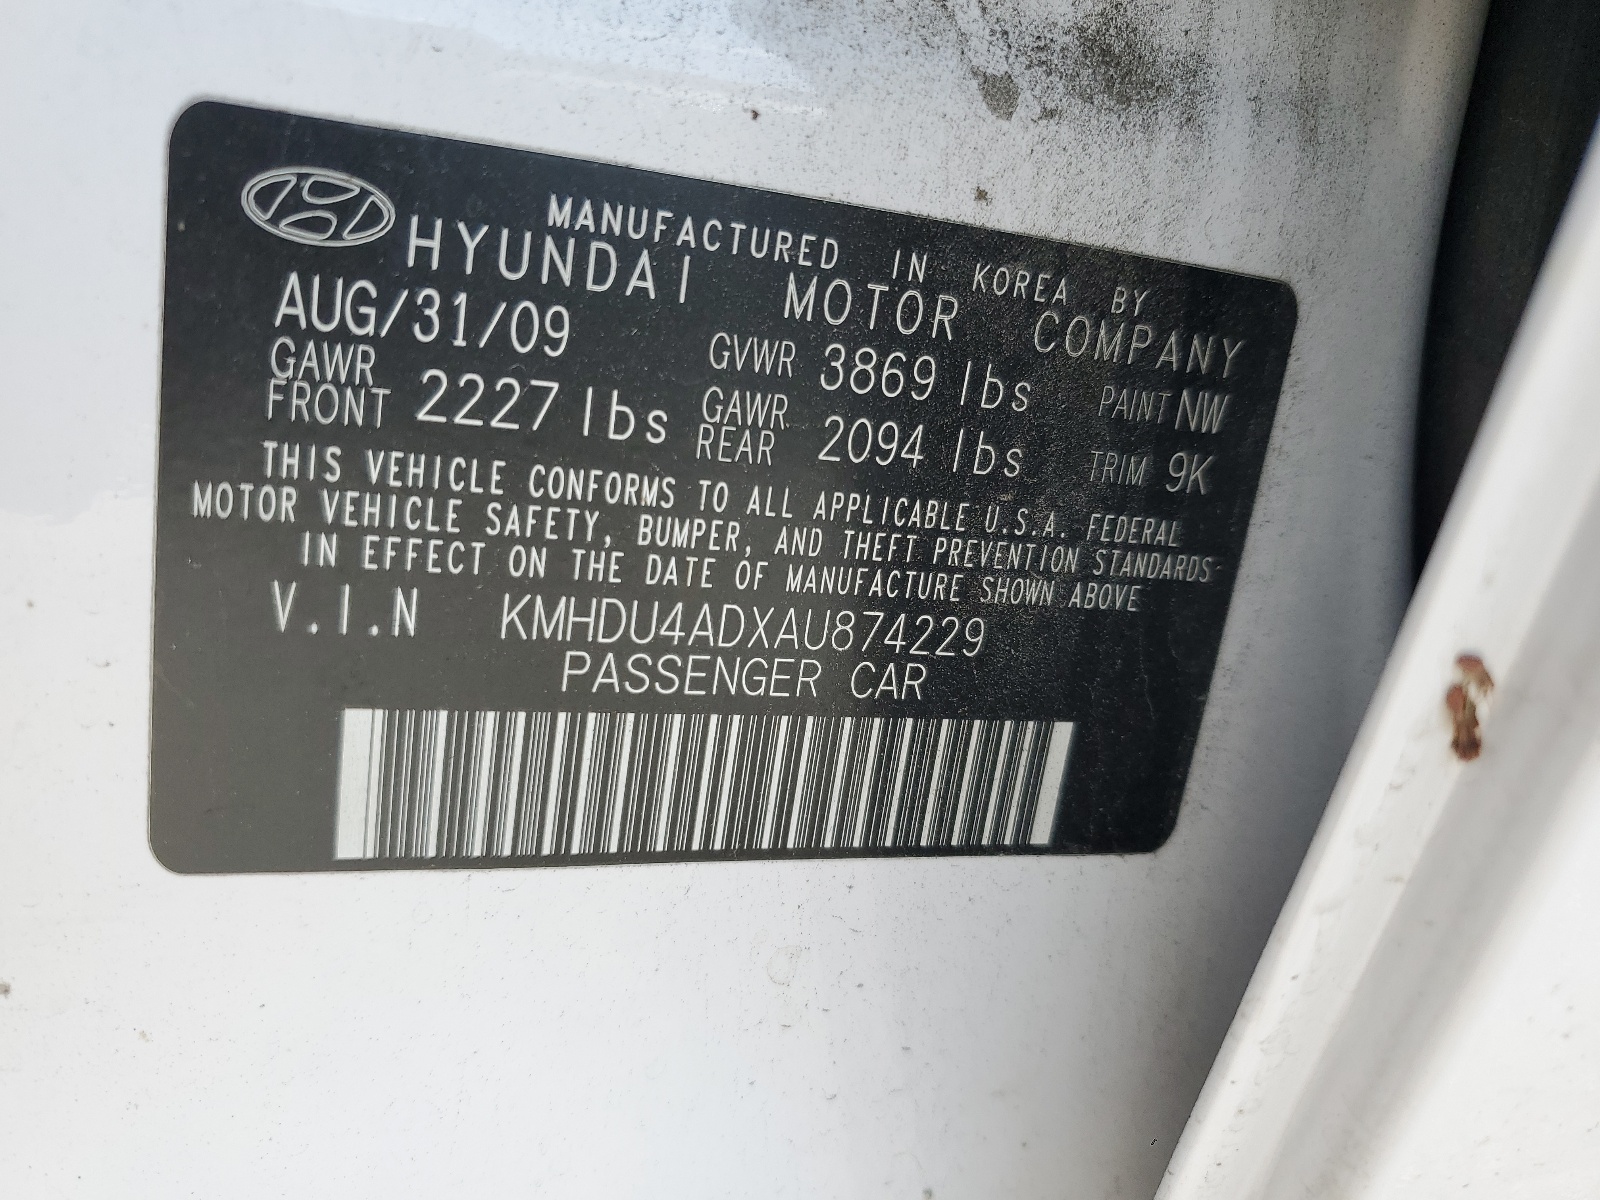 MANUFACTURED IN KOREA BY
HYUNDAI MOTOR COMPANY
AUG/31/09 GVWR 3869 lbs PAINT NW
GAWR FRONT 2227 lbs GAWR REAR 2094 lbs TRIM 9K
THIS VEHICLE CONFORMS TO ALL APPLICABLE U.S.A. FEDERAL
MOTOR VEHICLE SAFETY, BUMPER, AND THEFT PREVENTION STANDARDS
IN EFFECT ON THE DATE OF MANUFACTURE SHOWN ABOVE
V.I.N KMHDU4ADXAU874229
PASSENGER CAR